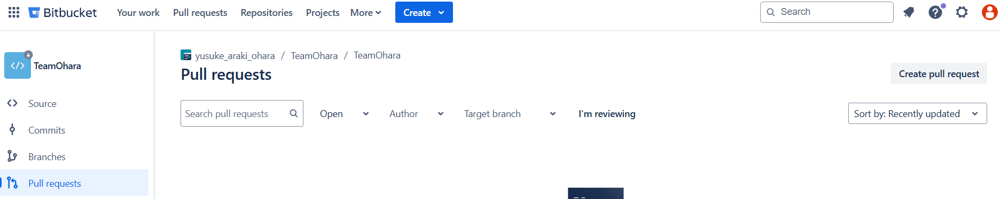 Bitbucket Your work Pull requests Repositories Projects More Create Search
TeamOhara
Source
Commits
Branches
Pull requests
yusuke_araki_ohara / TeamOhara / TeamOhara
Pull requests
Create pull request
Search pull requests Open Author Target branch I'm reviewing Sort by: Recently updated